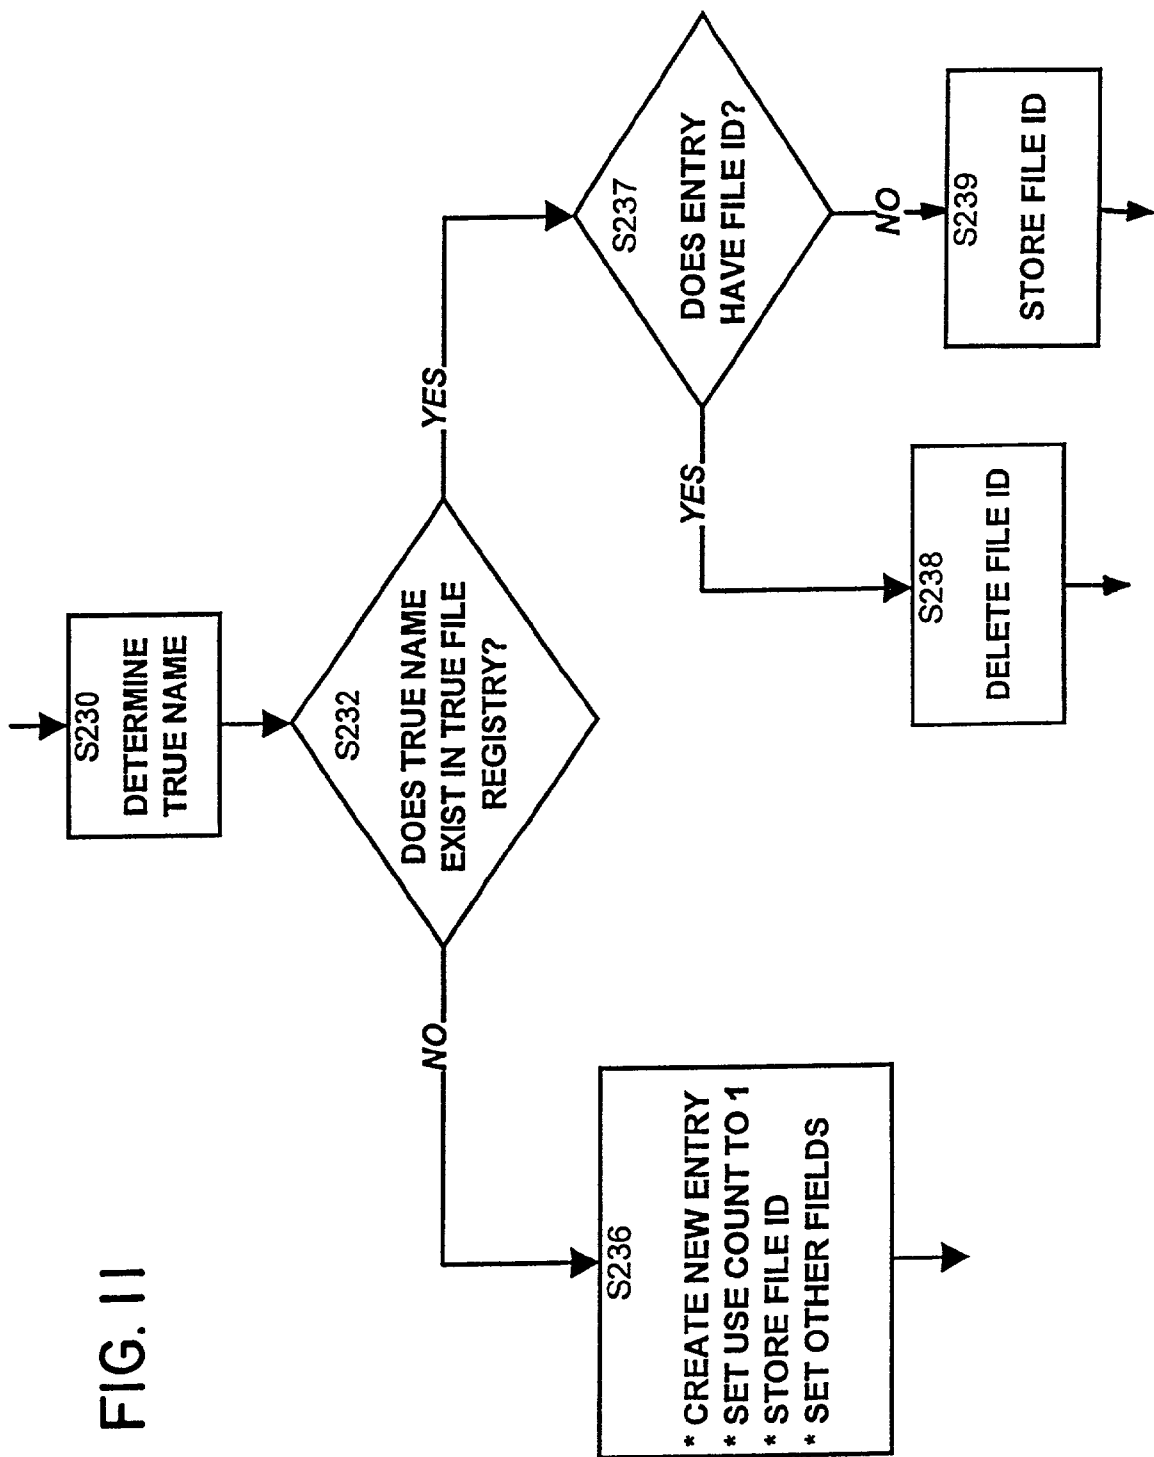 FIG. 11
S230
DETERMINE
TRUE NAME
S232
DOES TRUE NAME
EXIST IN TRUE FILE
REGISTRY?
NO
YES
S236
* CREATE NEW ENTRY
* SET USE COUNT TO 1
* STORE FILE ID
* SET OTHER FIELDS
S237
DOES ENTRY
HAVE FILE ID?
YES
NO
S238
DELETE FILE ID
S239
STORE FILE ID